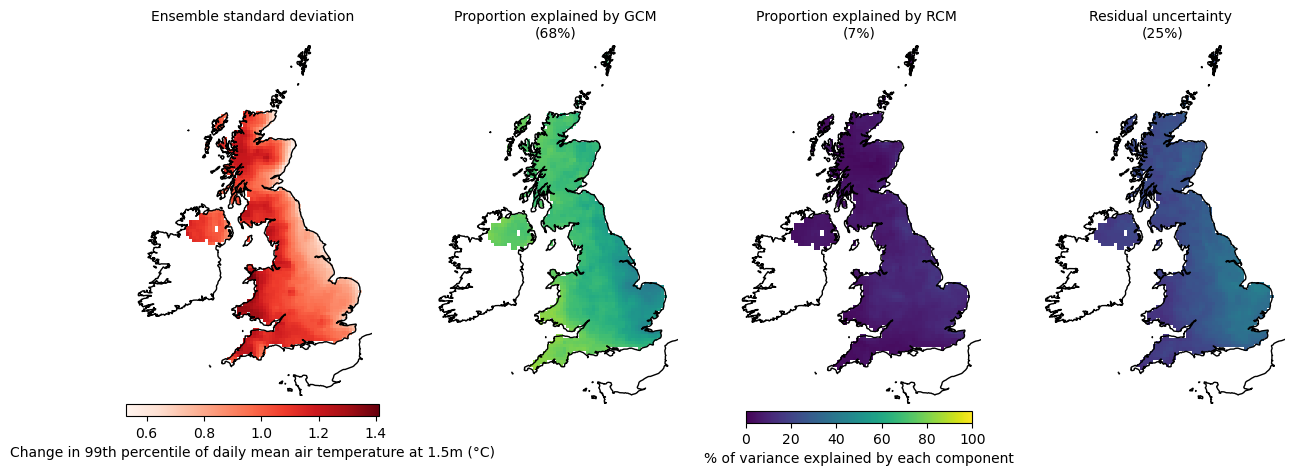 Ensemble standard deviation
Proportion explained by GCM
(68%)
Proportion explained by RCM
(7%)
Residual uncertainty
(25%)
0.6 0.8 1.0 1.2 1.4
Change in 99th percentile of daily mean air temperature at 1.5m (°C)
0 20 40 60 80 100
% of variance explained by each component